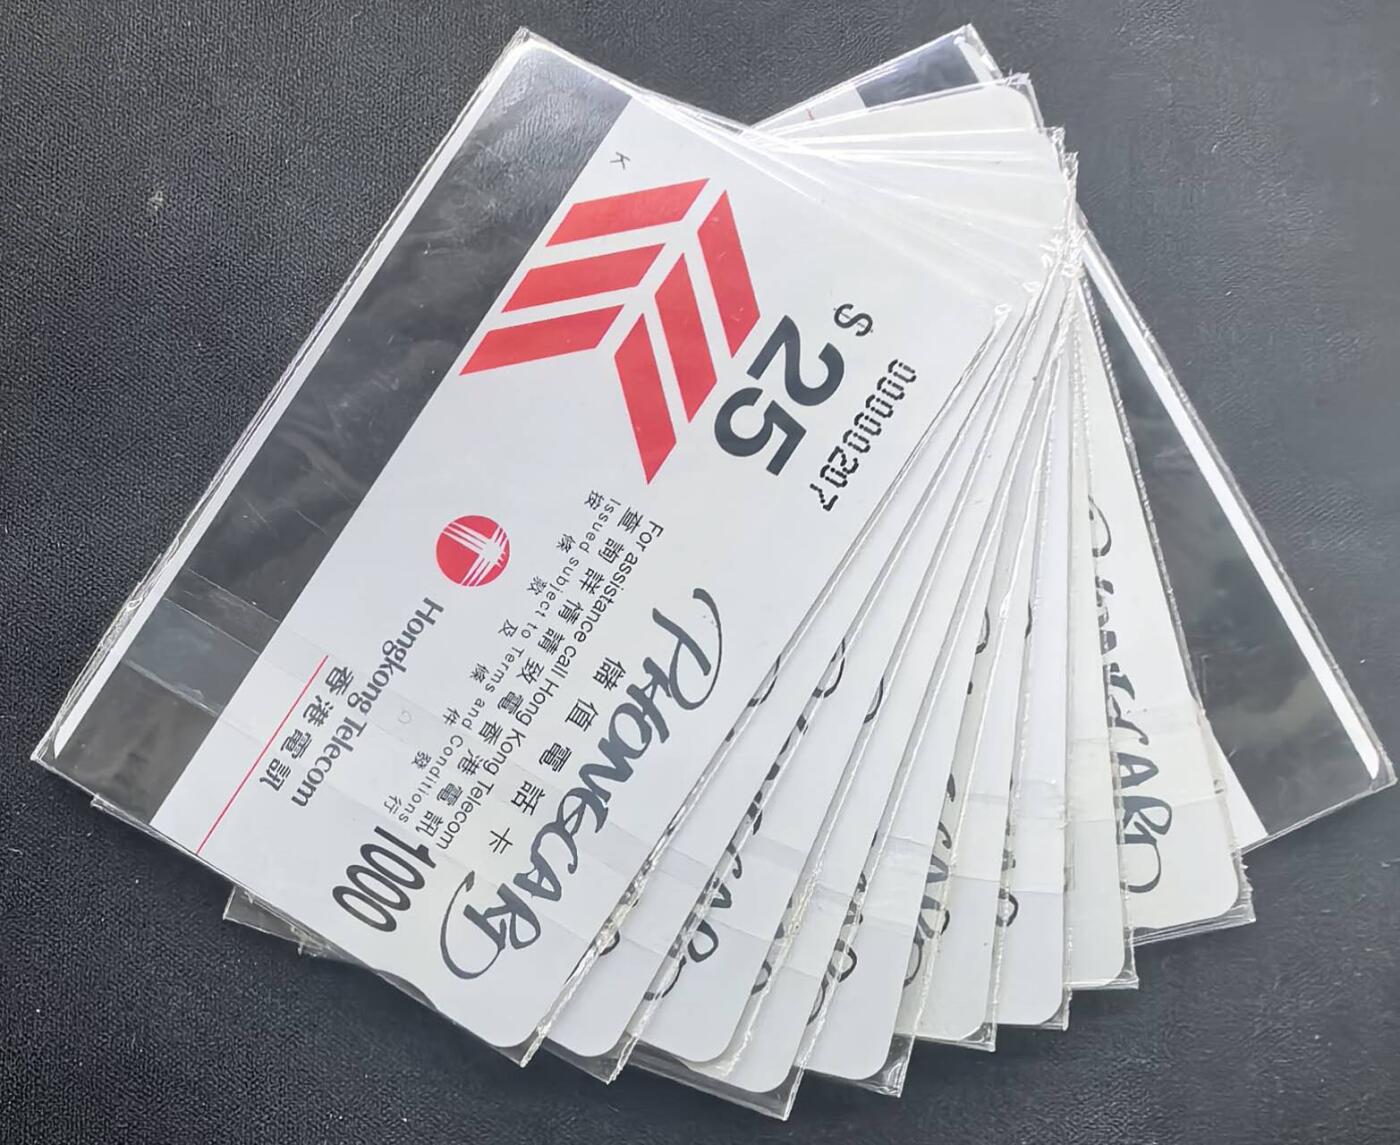 K
$ 25
000000207
PHONECARD
儲值電話卡
For assistance call Hong Kong Telecom
查詢詳情請致電香港電訊
Issued subject to Terms and Conditions
按條款及條件發行
1000
Hongkong Telecom
香港電訊